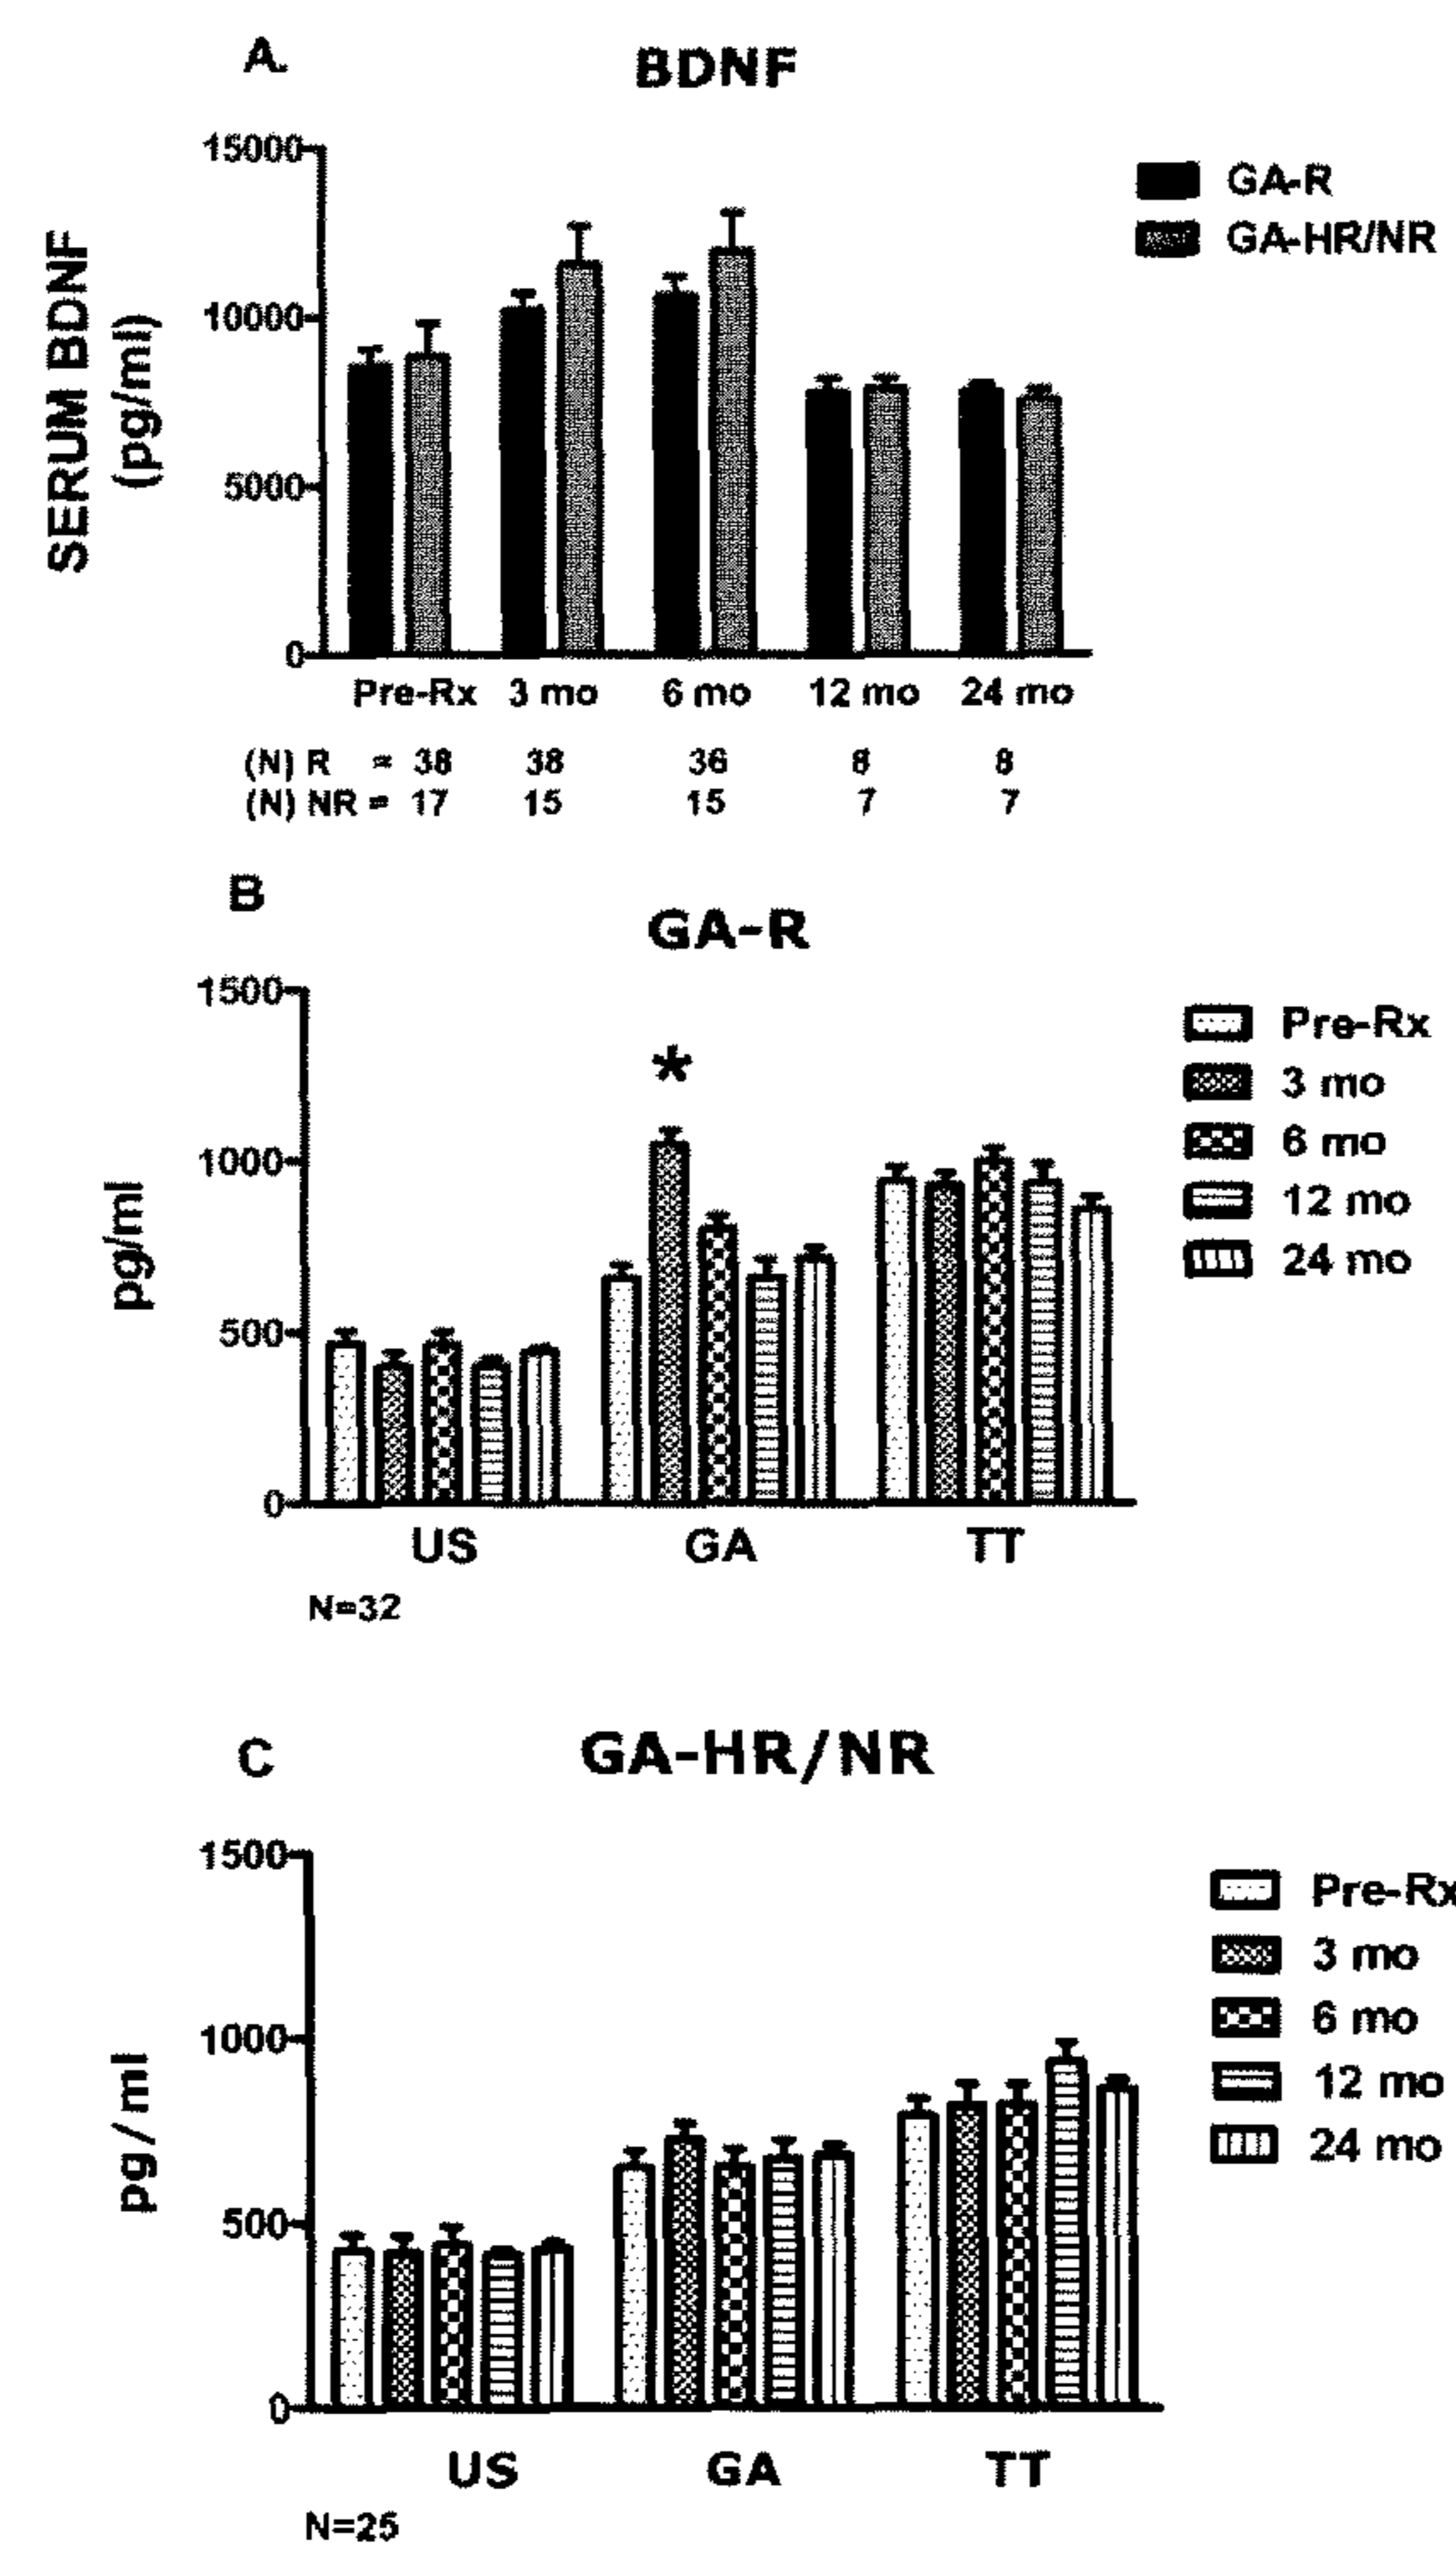 A.
BDNF
15000
10000
5000
0
SERUM BDNF
(pg/ml)
GA-R
GA-HR/NR
Pre-Rx 3 mo 6 mo 12 mo 24 mo
(N) R = 38 38 36 8 8
(N) NR = 17 15 15 7 7
B
GA-R
1500
1000
500
0
pg/ml
*
Pre-Rx
3 mo
6 mo
12 mo
24 mo
US GA TT
N=32
C
GA-HR/NR
1500
1000
500
0
pg/ml
Pre-Rx
3 mo
6 mo
12 mo
24 mo
US GA TT
N=25